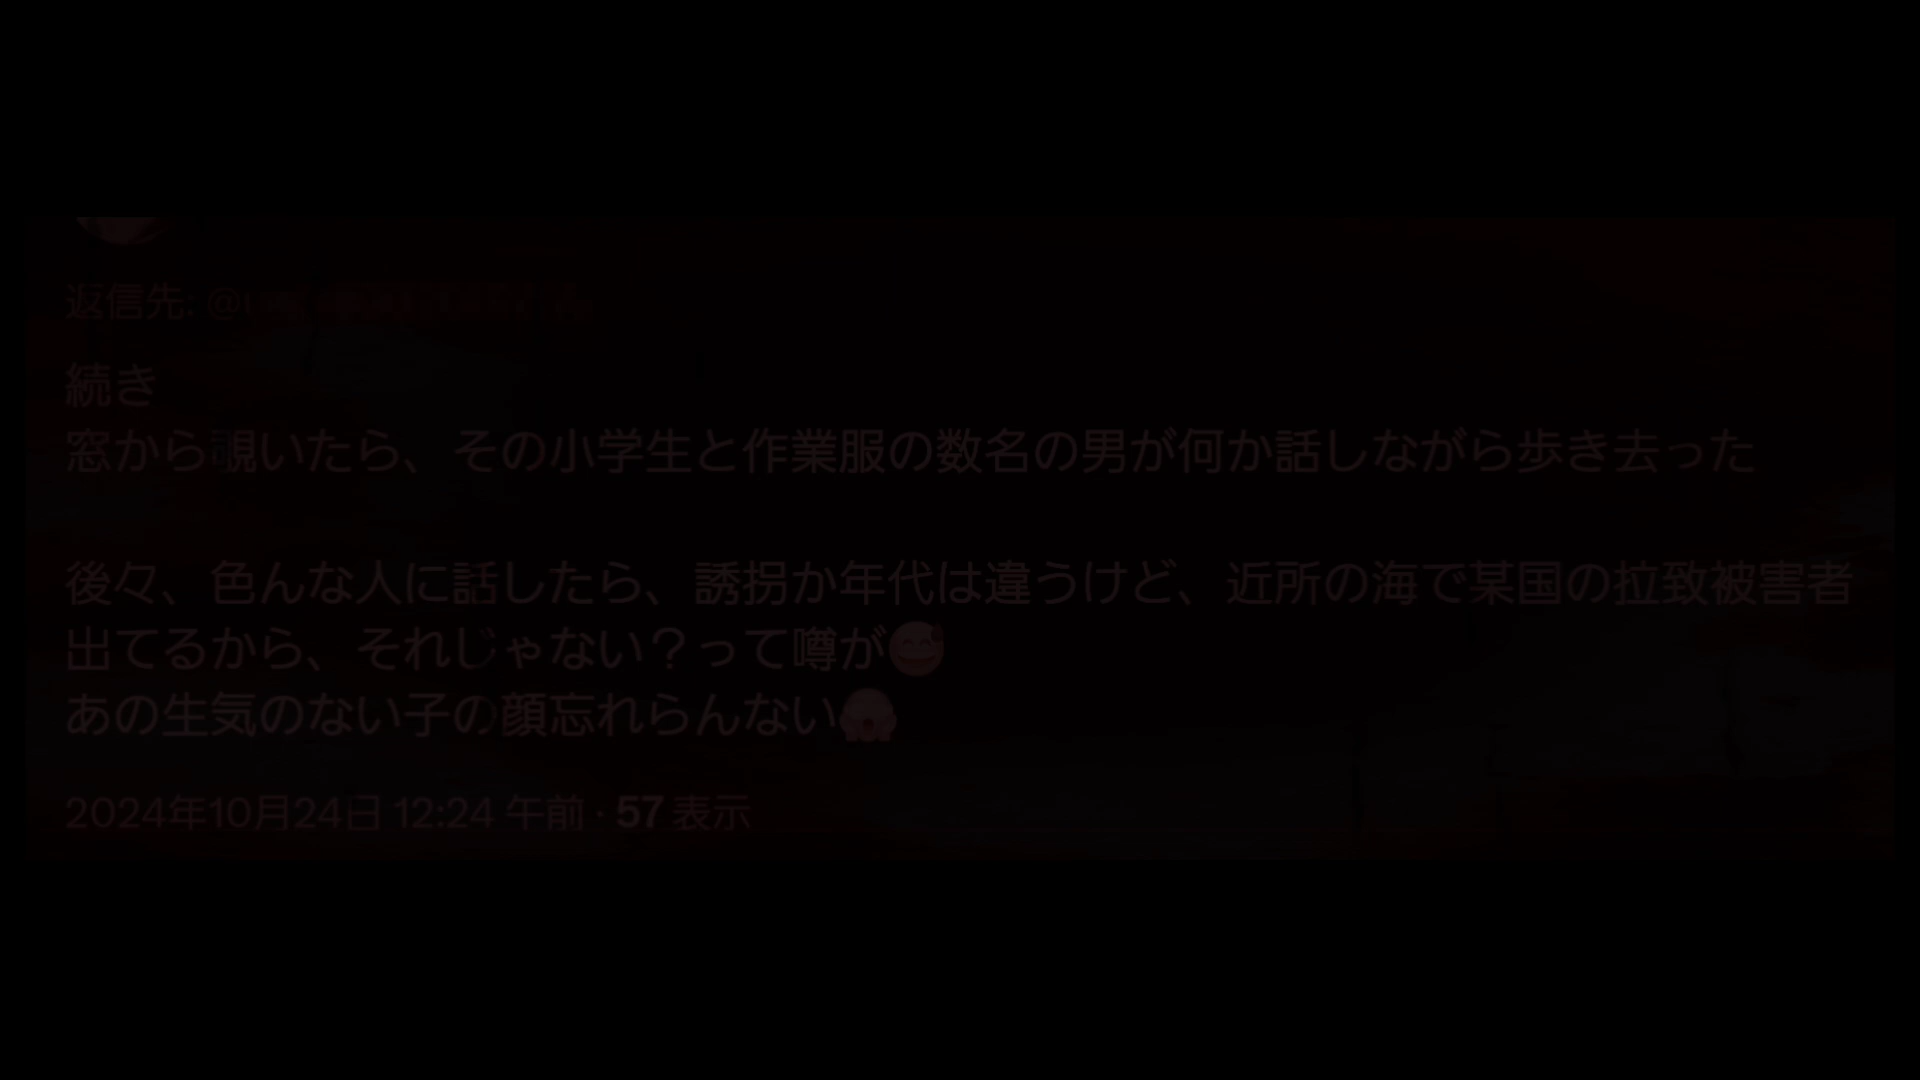 返信先: @
続き
窓から覗いたら、その小学生と作業服の数名の男が何か話しながら歩き去った
後々、色んな人に話したら、誘拐か年代は違うけど、近所の海で某国の拉致被害者
出てるから、それじゃない？って噂が😅
あの生気のない子の顔忘れらんない😱
2024年10月24日 12:24 午前 · 57 表示